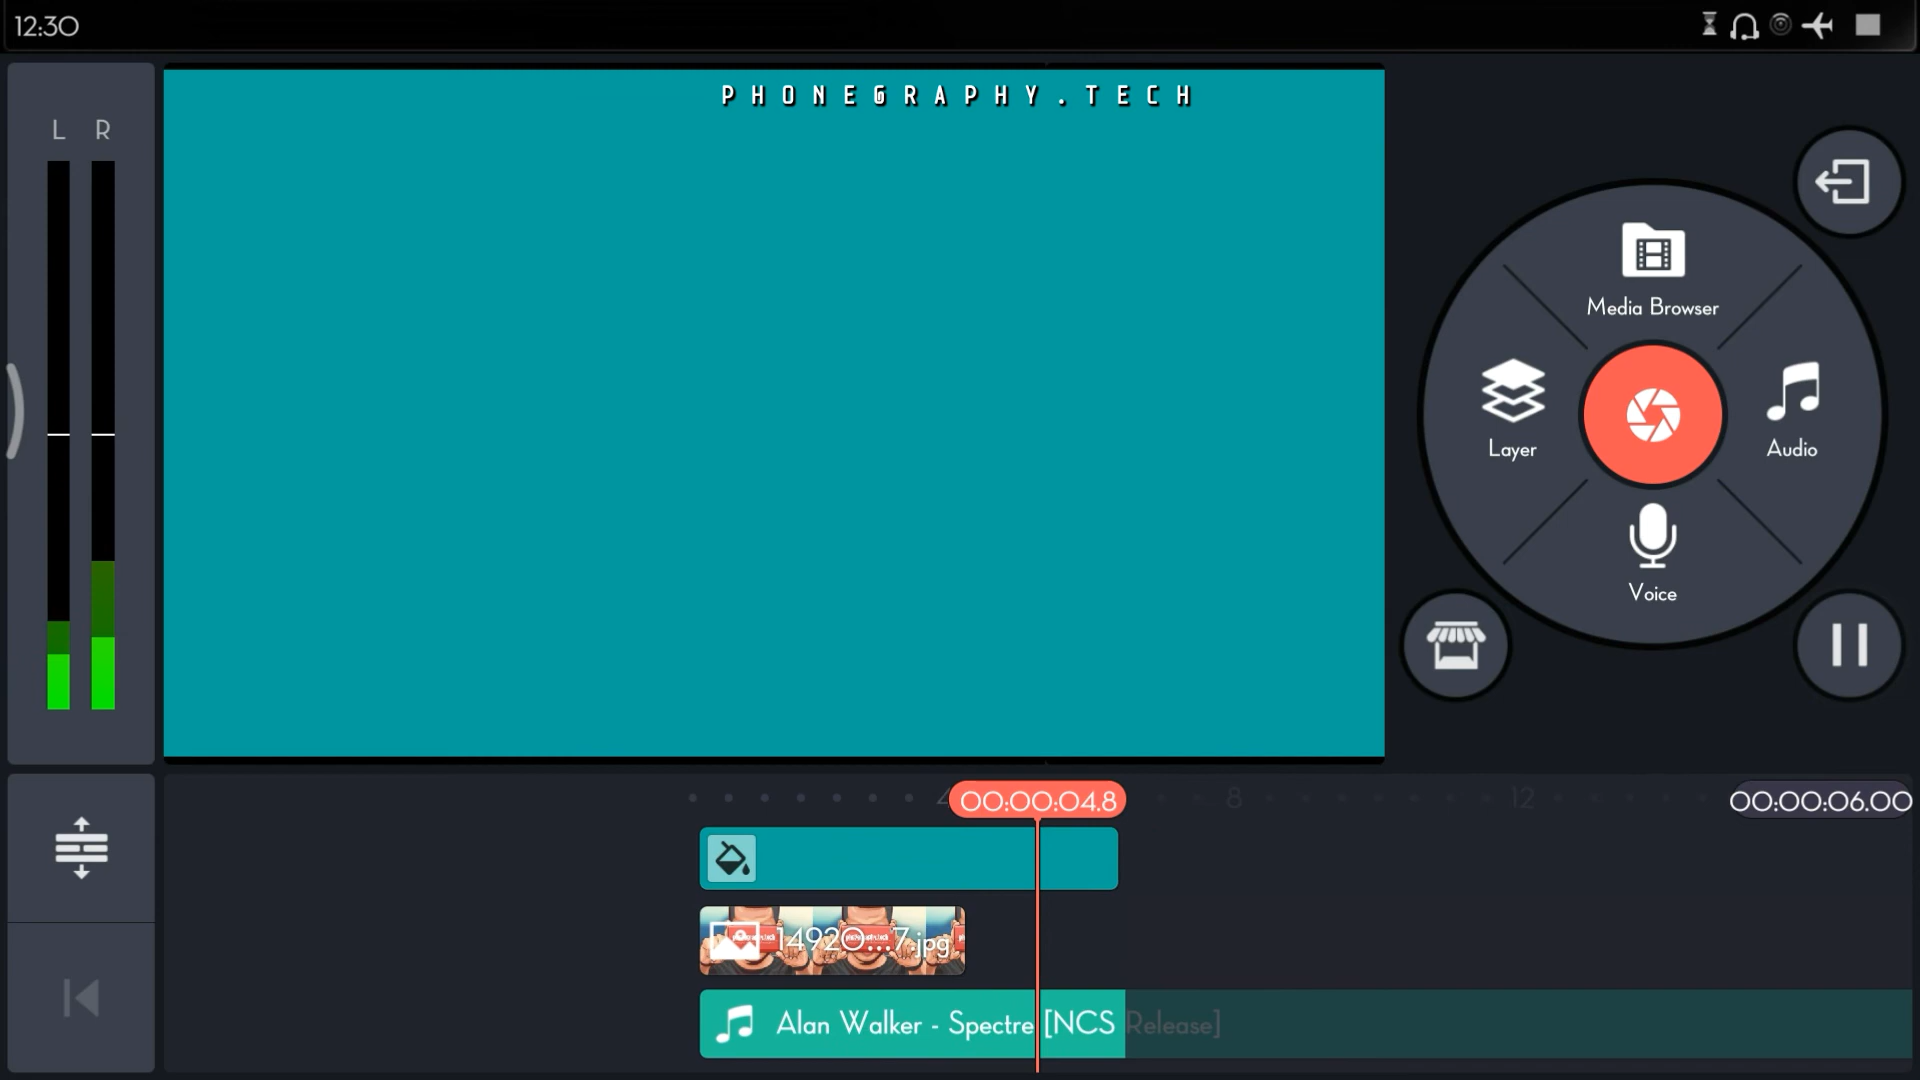 12:30
L R
PHONEGRAPHY.TECH
Media Browser
Layer
Audio
Voice
4
00:00:04.8
8
12
00:00:06.00
14920...7.jpg
Alan Walker - Spectre [NCS Release]